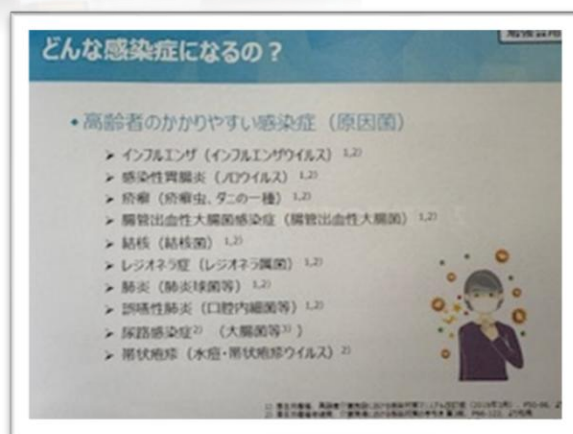 どんな感染症になるの？
・高齢者のかかりやすい感染症（原因菌）
➤ インフルエンザ（インフルエンザウイルス）1,2)
➤ 感染性胃腸炎（ノロウイルス）1,2)
➤ 疥癬（疥癬虫、ダニの一種）1,2)
➤ 腸管出血性大腸菌感染症（腸管出血性大腸菌）1,2)
➤ 結核（結核菌）1,2)
➤ レジオネラ症（レジオネラ属菌）1,2)
➤ 肺炎（肺炎球菌等）1,2)
➤ 誤嚥性肺炎（口腔内細菌等）1,2)
➤ 尿路感染症2)（大腸菌等3)）
➤ 帯状疱疹（水痘・帯状疱疹ウイルス）2)